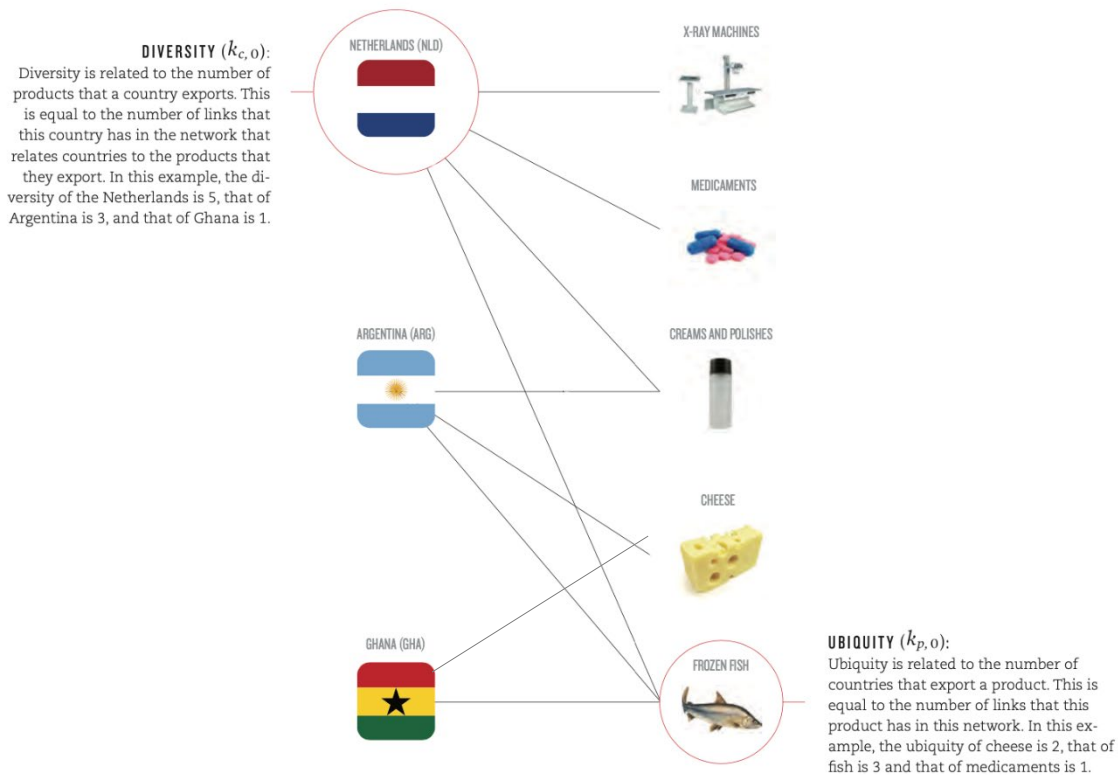 DIVERSITY (kc,0):
Diversity is related to the number of
products that a country exports. This
is equal to the number of links that
this country has in the network that
relates countries to the products that
they export. In this example, the di-
versity of the Netherlands is 5, that of
Argentina is 3, and that of Ghana is 1.
NETHERLANDS (NLD)
ARGENTINA (ARG)
GHANA (GHA)
X-RAY MACHINES
MEDICAMENTS
CREAMS AND POLISHES
CHEESE
FROZEN FISH
UBIQUITY (kp,0):
Ubiquity is related to the number of
countries that export a product. This is
equal to the number of links that this
product has in this network. In this ex-
ample, the ubiquity of cheese is 2, that of
fish is 3 and that of medicaments is 1.